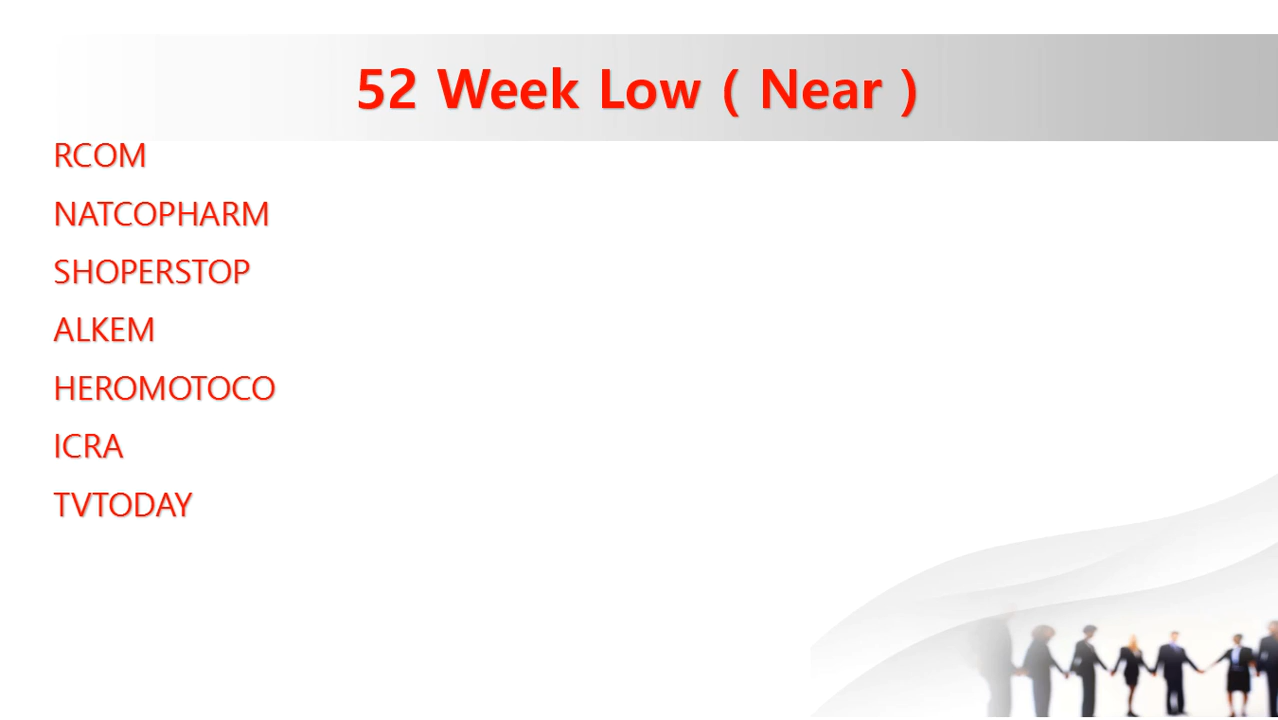 52 Week Low ( Near )
RCOM
NATCOPHARM
SHOPERSTOP
ALKEM
HEROMOTOCO
ICRA
TVTODAY